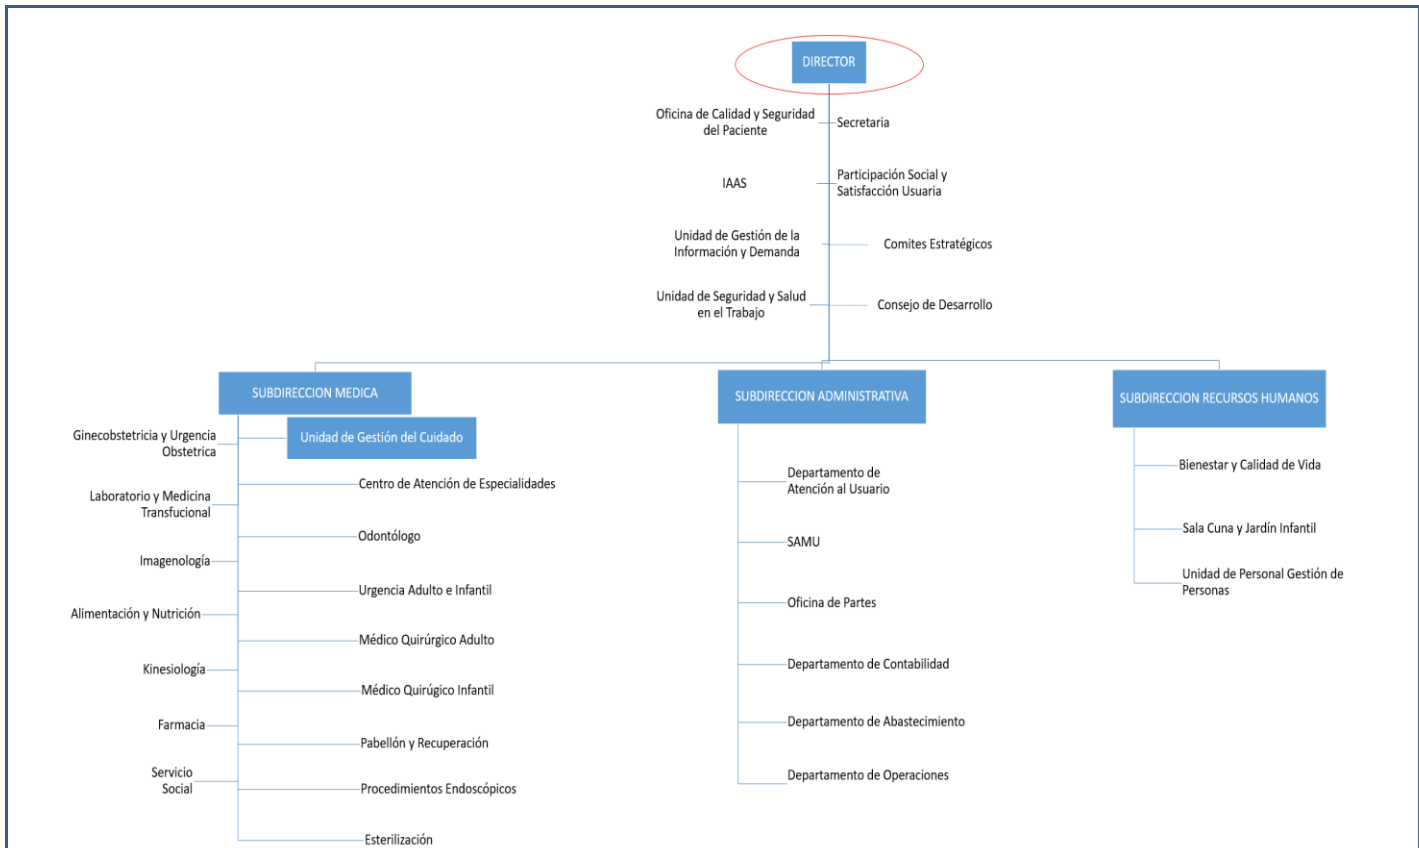 DIRECTOR
Oficina de Calidad y Seguridad
del Paciente
Secretaria
IAAS
Participación Social y
Satisfacción Usuaria
Unidad de Gestión de la
Información y Demanda
Comites Estratégicos
Unidad de Seguridad y Salud
en el Trabajo
Consejo de Desarrollo
SUBDIRECCION MEDICA
Unidad de Gestión del Cuidado
Ginecobstetricia y Urgencia
Obstetrica
Centro de Atención de Especialidades
Laboratorio y Medicina
Transfucional
Odontólogo
Imagenología
Urgencia Adulto e Infantil
Alimentación y Nutrición
Médico Quirúrgico Adulto
Kinesiología
Médico Quirúgico Infantil
Farmacia
Pabellón y Recuperación
Servicio
Social
Procedimientos Endoscópicos
Esterilización
SUBDIRECCION ADMINISTRATIVA
Departamento de
Atención al Usuario
SAMU
Oficina de Partes
Departamento de Contabilidad
Departamento de Abastecimiento
Departamento de Operaciones
SUBDIRECCION RECURSOS HUMANOS
Bienestar y Calidad de Vida
Sala Cuna y Jardín Infantil
Unidad de Personal Gestión de
Personas